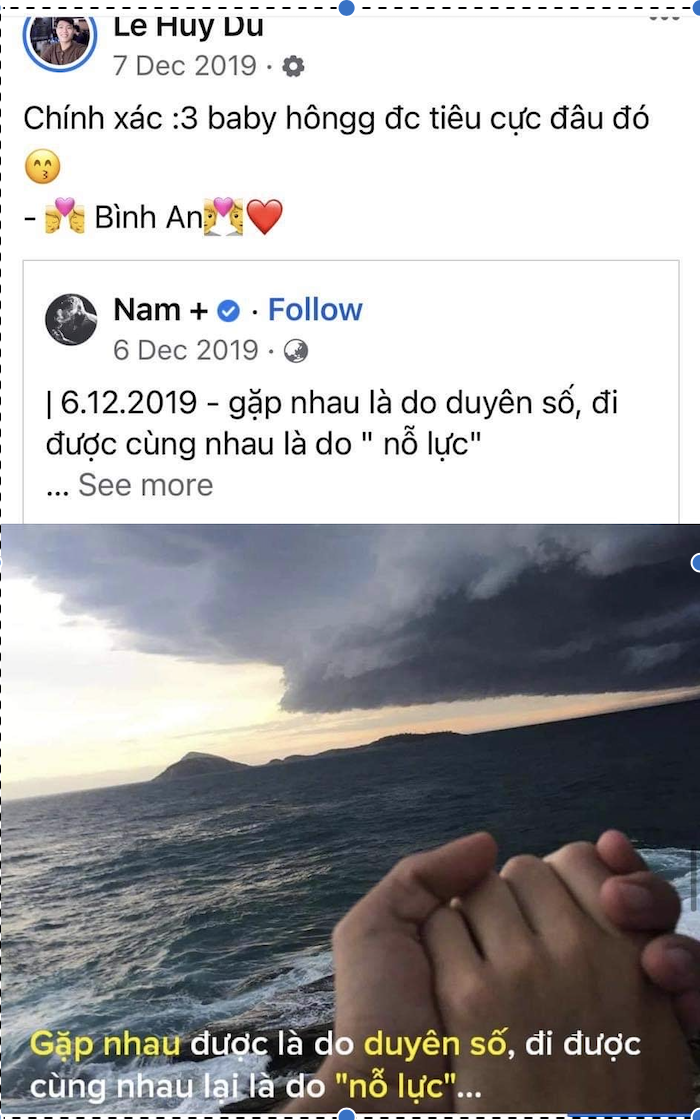 Le Huy Du
7 Dec 2019 ·
Chính xác :3 baby hôngg đc tiêu cực đâu đó
😙
- 💏 Bình An💏❤️
Nam + · Follow
6 Dec 2019 ·
| 6.12.2019 - gặp nhau là do duyên số, đi
được cùng nhau là do " nỗ lực"
... See more
Gặp nhau được là do duyên số, đi được
cùng nhau lại là do "nỗ lực"...